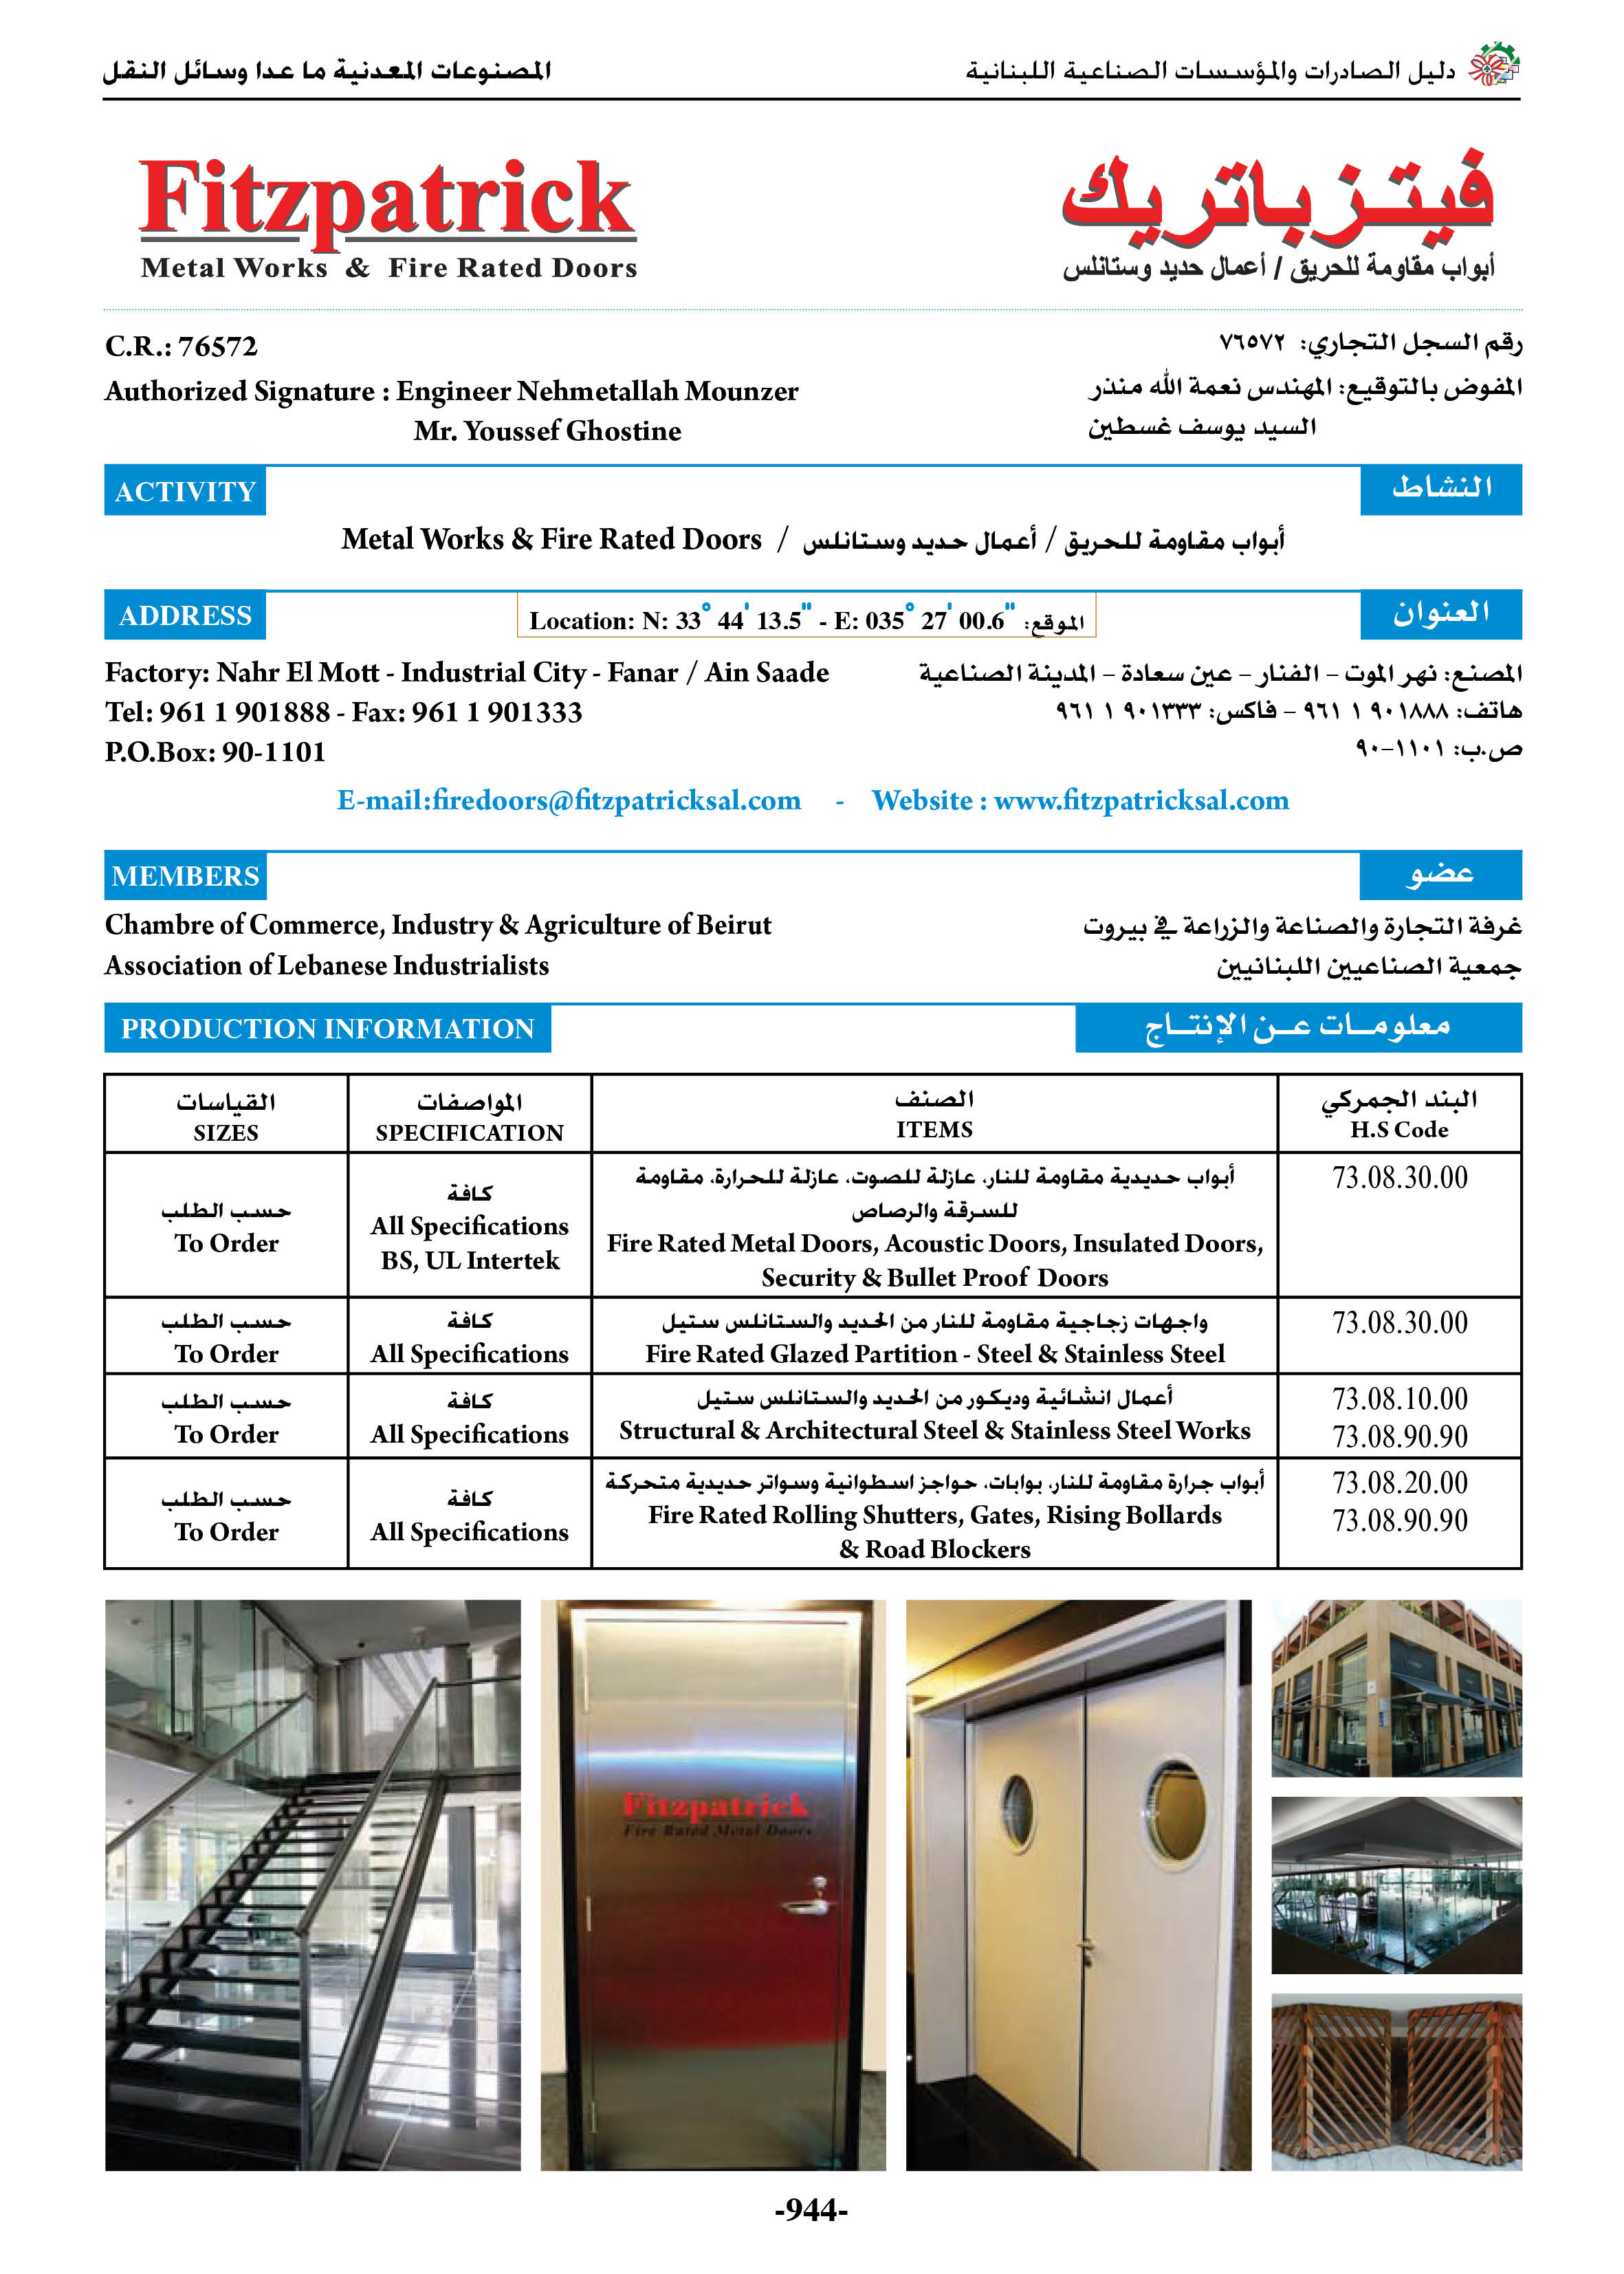 المصنوعات المعدنية ما عدا وسائل النقل
دليل الصادرات والمؤسسات الصناعية اللبنانية
Fitzpatrick
Metal Works & Fire Rated Doors
فيتزباتريك
أبواب مقاومة للحريق / أعمال حديد وستانلس
C.R.: 76572
رقم السجل التجاري: ٧٦٥٧٢
Authorized Signature : Engineer Nehmetallah Mounzer
Mr. Youssef Ghostine
المفوض بالتوقيع: المهندس نعمة الله منذر
السيد يوسف غسطين
ACTIVITY
النشاط
Metal Works & Fire Rated Doors / أبواب مقاومة للحريق / أعمال حديد وستانلس
ADDRESS
Location: N: 33° 44' 13.5" - E: 035° 27' 00.6" :الموقع
العنوان
Factory: Nahr El Mott - Industrial City - Fanar / Ain Saade
Tel: 961 1 901888 - Fax: 961 1 901333
P.O.Box: 90-1101
المصنع: نهر الموت – الفنار – عين سعادة – المدينة الصناعية
هاتف: ٩٠١٨٨٨ ١ ٩٦١ – فاكس: ٩٠١٣٣٣ ١ ٩٦١
ص.ب: ١١٠١-٩٠
E-mail:firedoors@fitzpatricksal.com - Website : www.fitzpatricksal.com
MEMBERS
عضو
Chambre of Commerce, Industry & Agriculture of Beirut
Association of Lebanese Industrialists
غرفة التجارة والصناعة والزراعة في بيروت
جمعية الصناعيين اللبنانيين
PRODUCTION INFORMATION
معلومـات عـن الإنتـاج
القياسات
SIZES
المواصفات
SPECIFICATION
الصنف
ITEMS
البند الجمركي
H.S Code
حسب الطلب
To Order
كافة
All Specifications
BS, UL Intertek
أبواب حديدية مقاومة للنار، عازلة للصوت، عازلة للحرارة، مقاومة
للسرقة والرصاص
Fire Rated Metal Doors, Acoustic Doors, Insulated Doors,
Security & Bullet Proof Doors
73.08.30.00
حسب الطلب
To Order
كافة
All Specifications
واجهات زجاجية مقاومة للنار من الحديد والستانلس ستيل
Fire Rated Glazed Partition - Steel & Stainless Steel
73.08.30.00
حسب الطلب
To Order
كافة
All Specifications
أعمال انشائية وديكور من الحديد والستانلس ستيل
Structural & Architectural Steel & Stainless Steel Works
73.08.10.00
73.08.90.90
حسب الطلب
To Order
كافة
All Specifications
أبواب جرارة مقاومة للنار، بوابات، حواجز اسطوانية وسواتر حديدية متحركة
Fire Rated Rolling Shutters, Gates, Rising Bollards
& Road Blockers
73.08.20.00
73.08.90.90
Fitzpatrick
Fire Rated Metal Doors
-944-